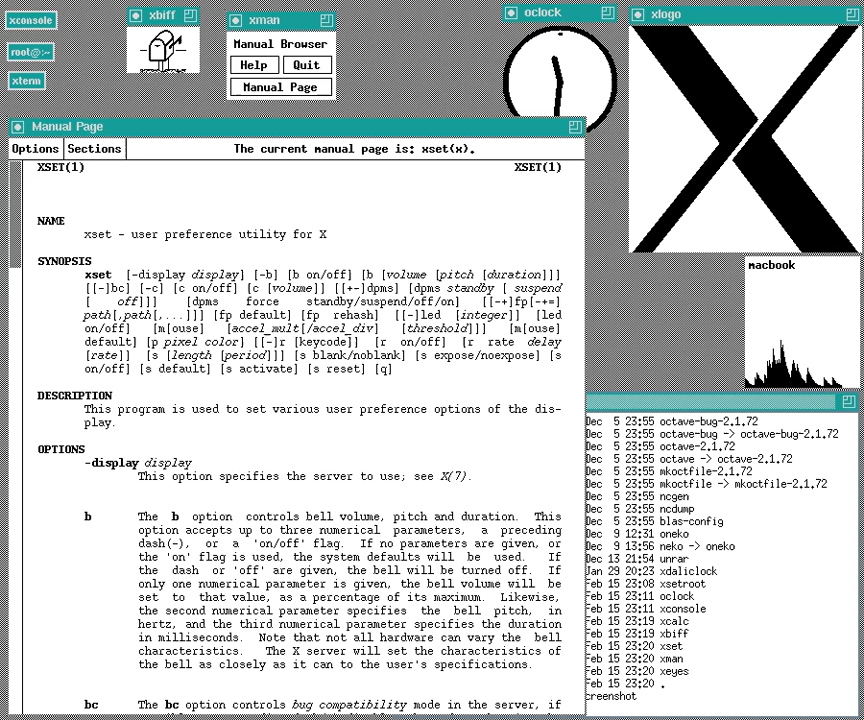 xconsole
root@:~
xterm
xbiff
xman
Manual Browser
Help Quit
Manual Page
oclock
xlogo
Manual Page
Options Sections The current manual page is: xset(x).
XSET(1) XSET(1)
NAME
xset - user preference utility for X
SYNOPSIS
xset [-display display] [-b] [b on/off] [b [volume [pitch [duration]]]
[[-]bc] [-c] [c on/off] [c [volume]] [[+-]dpms] [dpms standby [ suspend
[ off]]] [dpms force standby/suspend/off/on] [[-+]fp[-+=]
path[,path[,...]]] [fp default] [fp rehash] [[-]led [integer]] [led
on/off] [m[ouse] [accel_mult[/accel_div] [threshold]]] [m[ouse]
default] [p pixel color] [[-]r [keycode]] [r on/off] [r rate delay
[rate]] [s [length [period]]] [s blank/noblank] [s expose/noexpose] [s
on/off] [s default] [s activate] [s reset] [q]
DESCRIPTION
This program is used to set various user preference options of the dis-
play.
OPTIONS
-display display
This option specifies the server to use; see X(7).
b The b option controls bell volume, pitch and duration. This
option accepts up to three numerical parameters, a preceding
dash(-), or a 'on/off' flag. If no parameters are given, or
the 'on' flag is used, the system defaults will be used. If
the dash or 'off' are given, the bell will be turned off. If
only one numerical parameter is given, the bell volume will be
set to that value, as a percentage of its maximum. Likewise,
the second numerical parameter specifies the bell pitch, in
hertz, and the third numerical parameter specifies the duration
in milliseconds. Note that not all hardware can vary the bell
characteristics. The X server will set the characteristics of
the bell as closely as it can to the user's specifications.
bc The bc option controls bug compatibility mode in the server, if
macbook
Dec 5 23:55 octave-bug-2.1.72
Dec 5 23:55 octave-bug -> octave-bug-2.1.72
Dec 5 23:55 octave-2.1.72
Dec 5 23:55 octave -> octave-2.1.72
Dec 5 23:55 mkoctfile-2.1.72
Dec 5 23:55 mkoctfile -> mkoctfile-2.1.72
Dec 5 23:55 ncgen
Dec 5 23:55 ncdump
Dec 5 23:55 blas-config
Dec 9 12:31 oneko
Dec 9 13:56 neko -> oneko
Dec 13 21:54 unrar
Jan 29 20:23 xdaliclock
Feb 15 23:08 xsetroot
Feb 15 23:11 oclock
Feb 15 23:11 xconsole
Feb 15 23:19 xcalc
Feb 15 23:19 xbiff
Feb 15 23:20 xset
Feb 15 23:20 xman
Feb 15 23:20 xeyes
Feb 15 23:20 .
creenshot